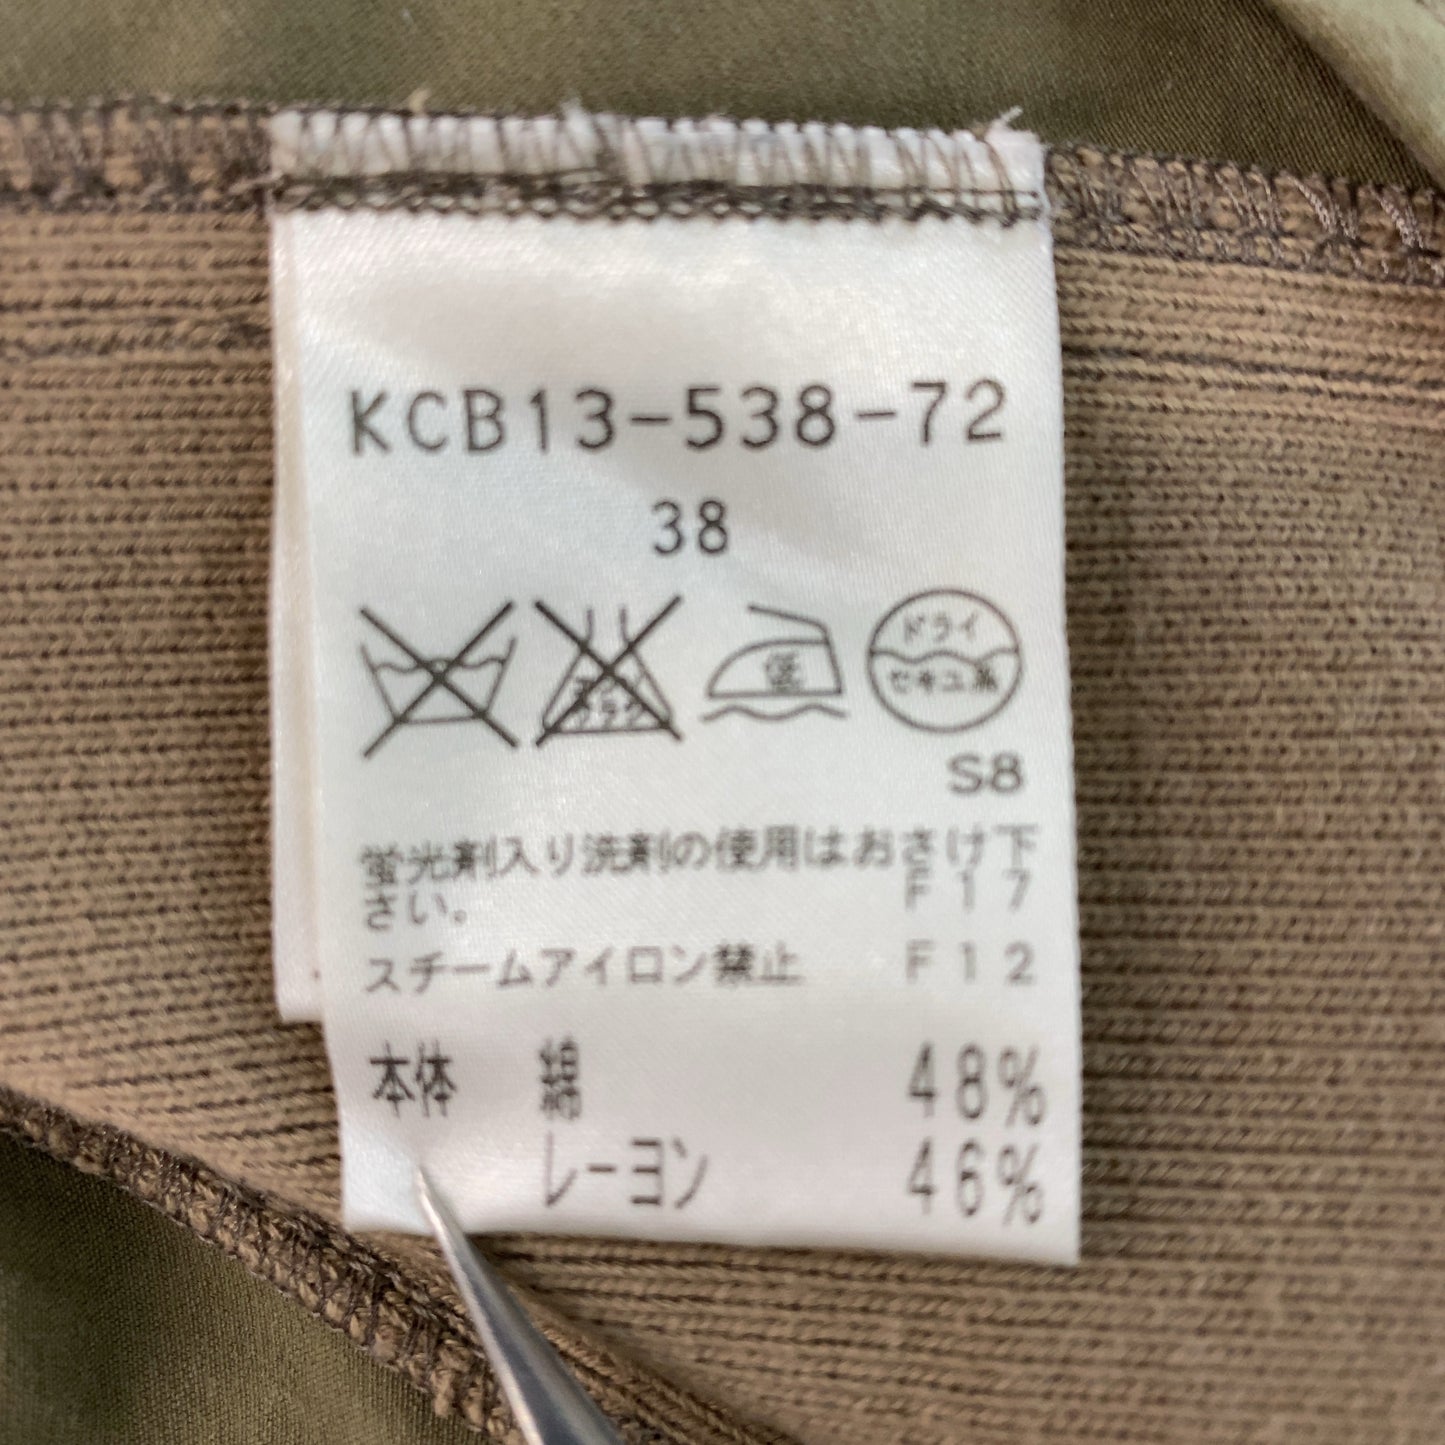 KCB13-538-72
38
低
ドライ
セキユ系
S8
蛍光剤入り洗剤の使用はおさけ下
さい。 F17
スチームアイロン禁止 F12
本体 綿 48%
レーヨン 46%